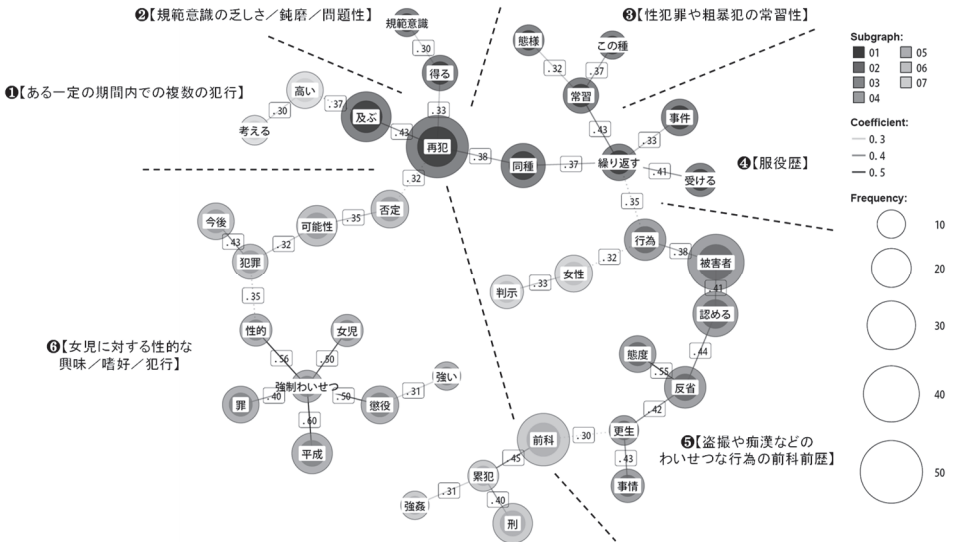 ❷【規範意識の乏しさ／鈍磨／問題性】
❸【性犯罪や粗暴犯の常習性】
規範意識
態様
この種
Subgraph:
01
05
02
06
03
07
04
.30
.32
.37
得る
常習
❶【ある一定の期間内での複数の犯行】
高い
.37
及ぶ
.33
事件
.30
考える
.43
.43
.33
Coefficient:
0.3
0.4
0.5
再犯
.38
同種
.37
繰り返す
.41
受ける
❹【服役歴】
.32
.35
Frequency:
10
20
30
40
50
今後
可能性
.35
否定
.43
.32
犯罪
行為
.38
被害者
.32
女性
.33
判示
.41
認める
.35
性的
女児
❻【女児に対する性的な
興味／嗜好／犯行】
.56
.50
態度
.44
.55
反省
強い
強制わいせつ
.31
罪
.40
.50
懲役
.42
.60
平成
前科
.30
更生
❺【盗撮や痴漢などの
わいせつな行為の前科前歴】
.45
.43
累犯
事情
.31
.40
強姦
刑